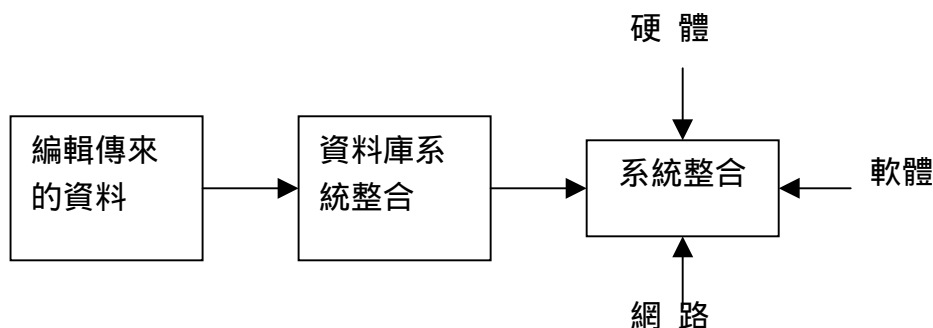 硬 體
編輯傳來
的資料
資料庫系
統整合
系統整合
軟體
網 路